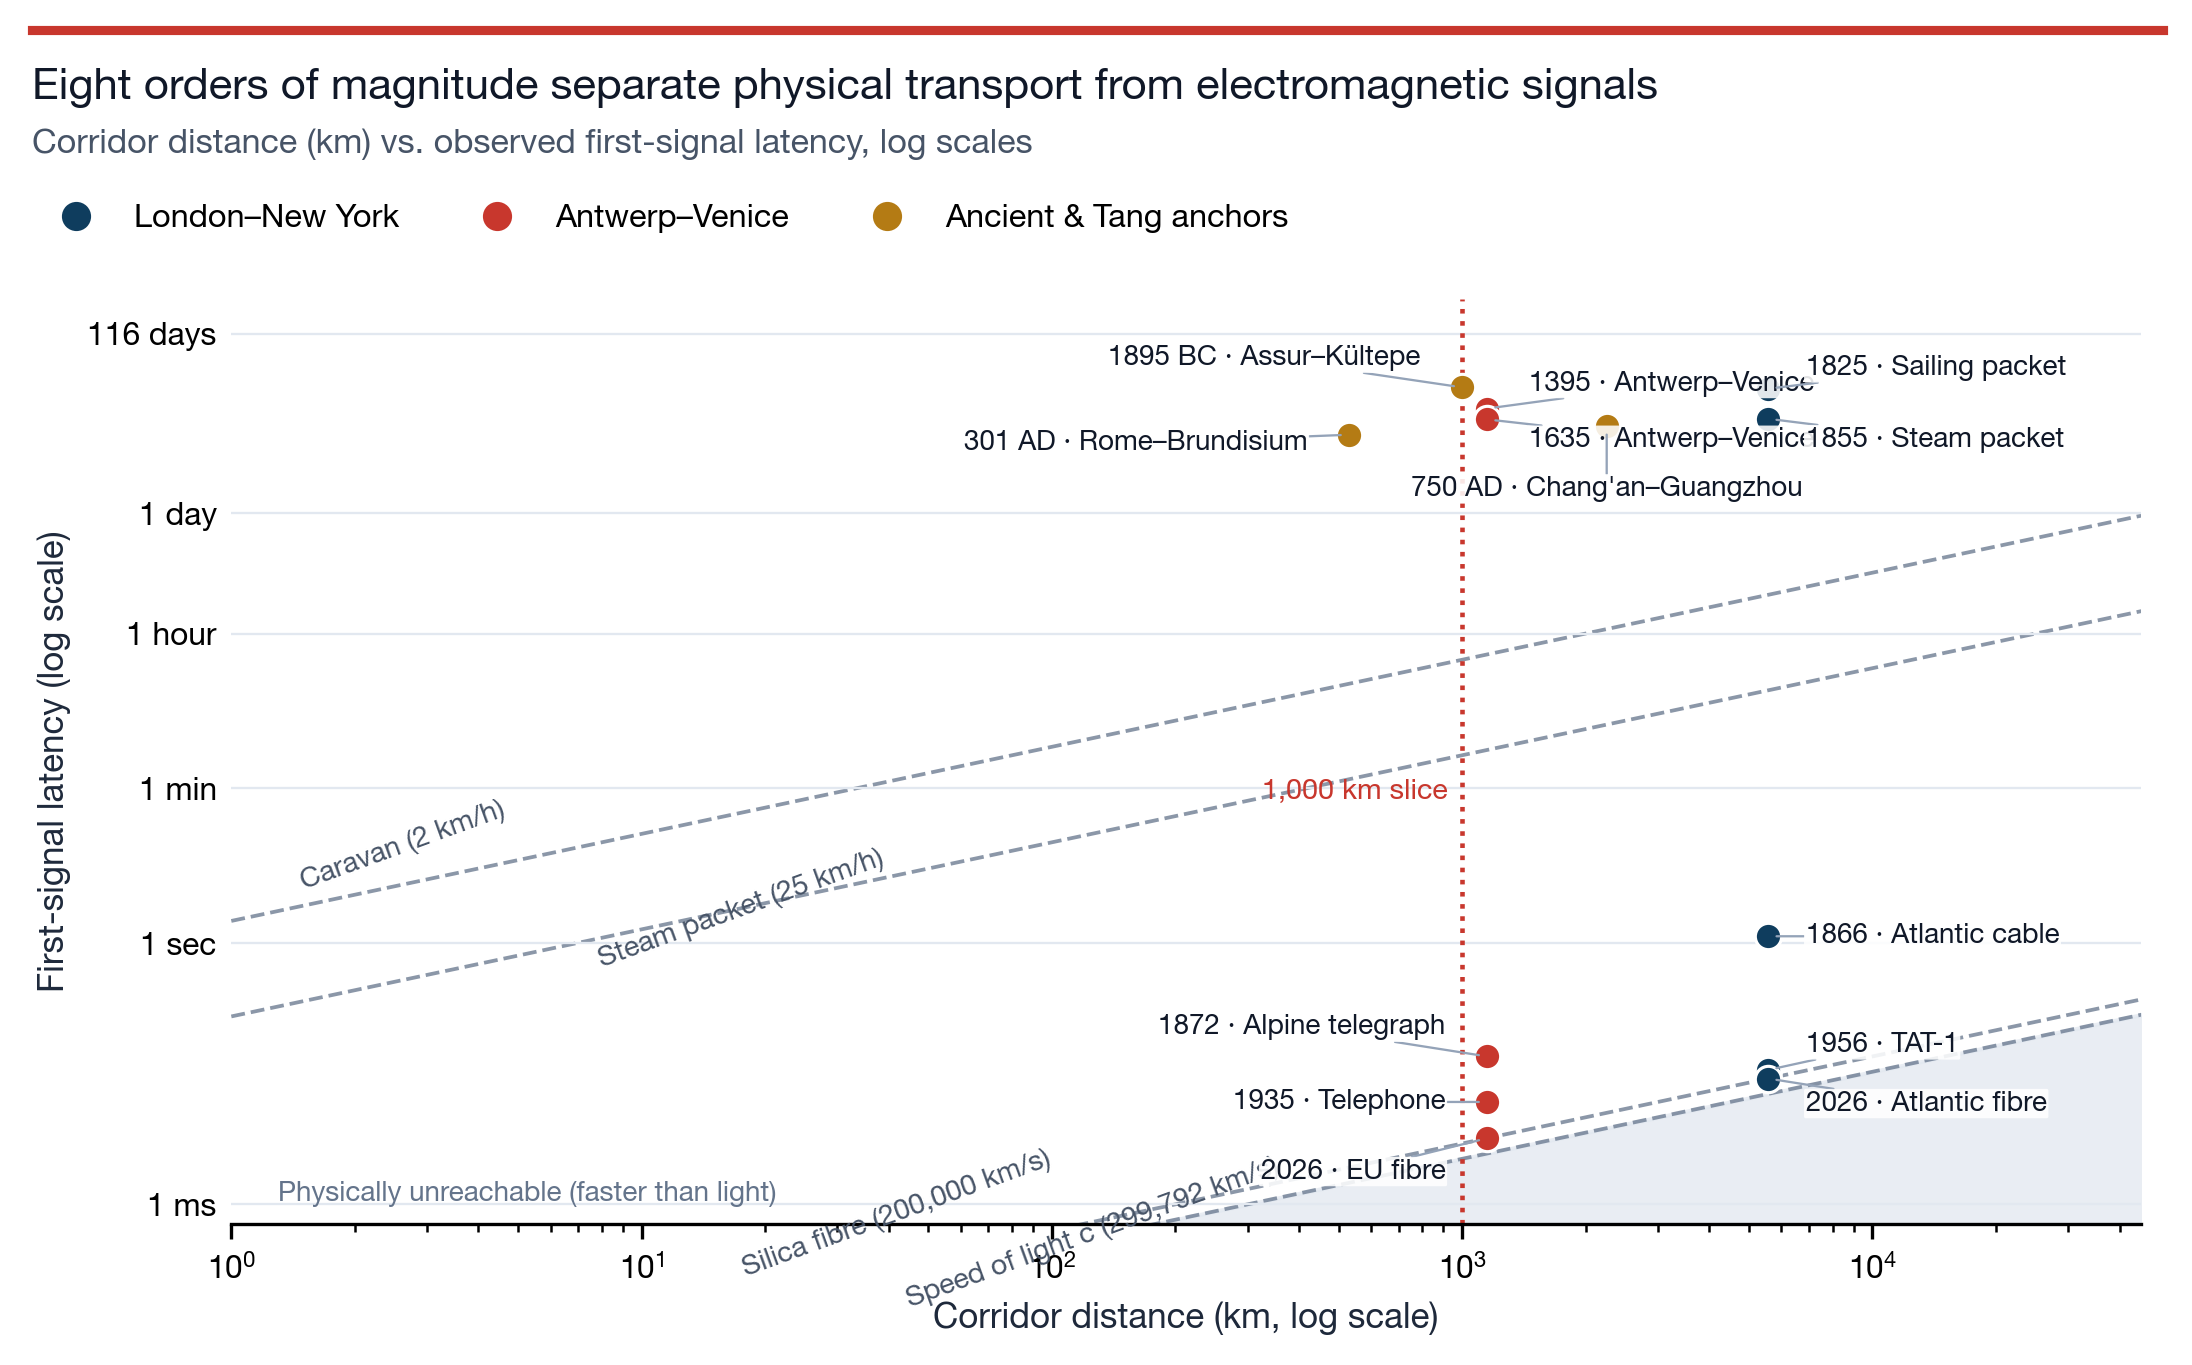 Eight orders of magnitude separate physical transport from electromagnetic signals
Corridor distance (km) vs. observed first-signal latency, log scales
London–New York
Antwerp–Venice
Ancient & Tang anchors
First-signal latency (log scale)
116 days
1 day
1 hour
1 min
1 sec
1 ms
1895 BC · Assur–Kültepe
1825 · Sailing packet
1395 · Antwerp–Venice
301 AD · Rome–Brundisium
1635 · Antwerp–Venice
1855 · Steam packet
750 AD · Chang'an–Guangzhou
1,000 km slice
Caravan (2 km/h)
Steam packet (25 km/h)
1866 · Atlantic cable
1872 · Alpine telegraph
1956 · TAT-1
1935 · Telephone
2026 · Atlantic fibre
2026 · EU fibre
Physically unreachable (faster than light)
Silica fibre (200,000 km/s)
Speed of light c (299,792 km/s)
10⁰
10¹
10²
10³
10⁴
Corridor distance (km, log scale)